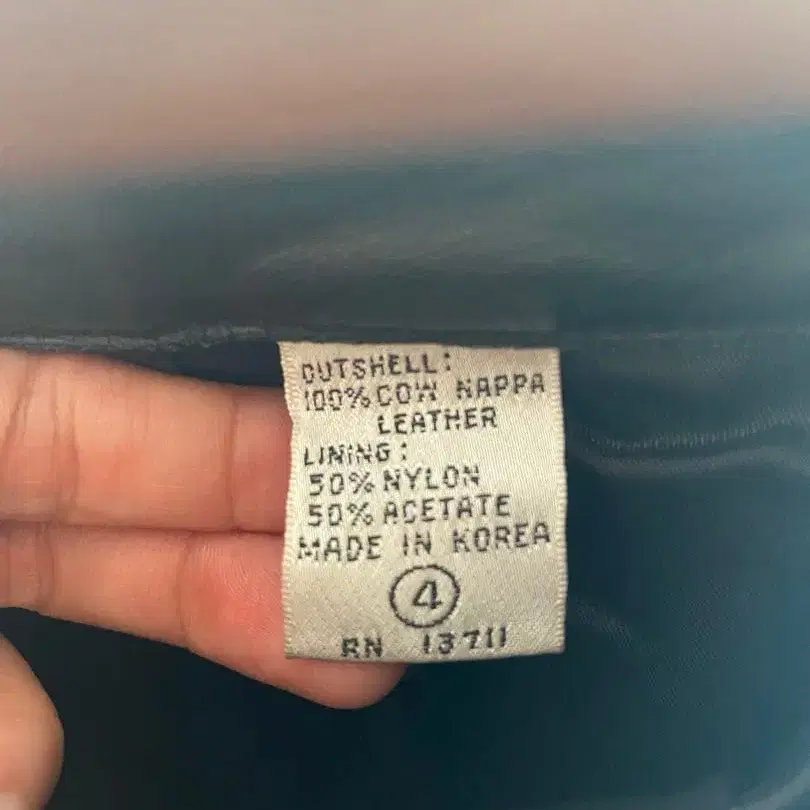 OUTSHELL:
100% COW NAPPA
LEATHER
LINING:
50% NYLON
50% ACETATE
MADE IN KOREA
4
RN 13711